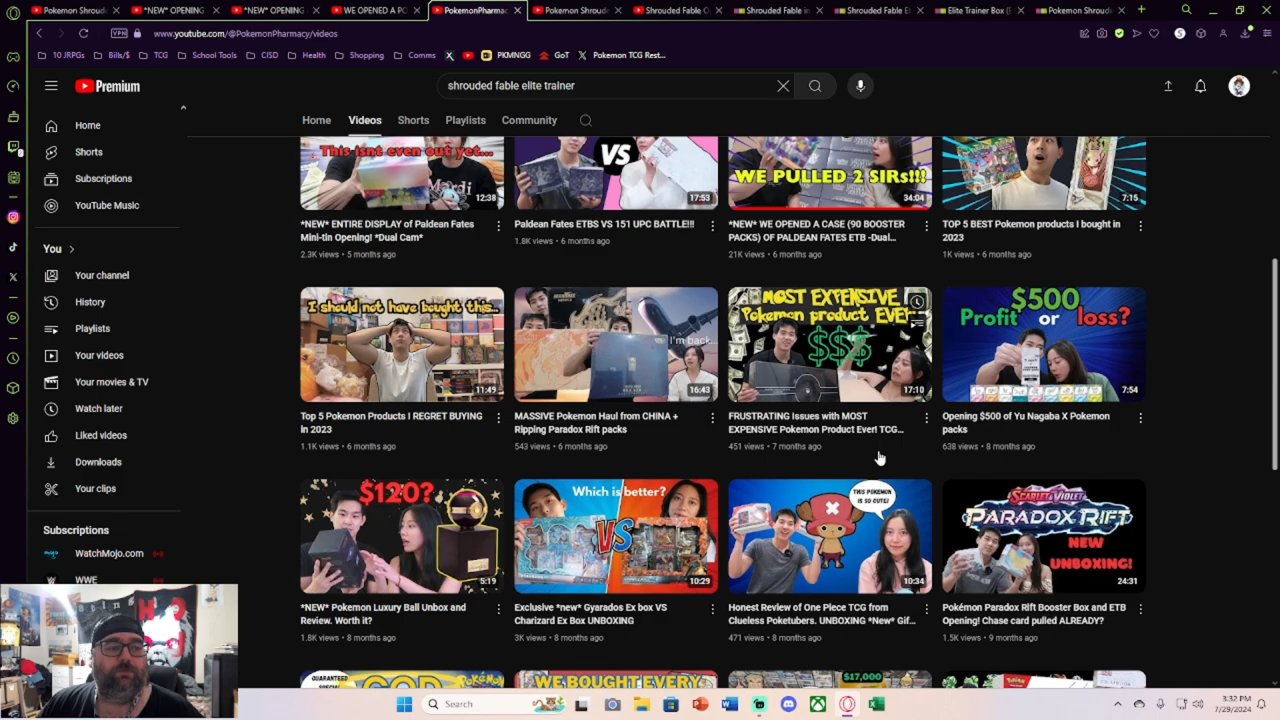 Pokemon Shroud
*NEW* OPENING
*NEW* OPENING
WE OPENED A PO
PokemonPharmac
Pokemon Shroude
Shrouded Fable O
Shrouded Fable in
Shrouded Fable E
Elite Trainer Box (
Pokemon Shroude
VPN
www.youtube.com/@PokemonPharmacy/videos
10 JRPGs
Bills/$
TCG
School Tools
CISD
Health
Shopping
Comms
PKMNGG
GoT
Pokemon TCG Rest...
Premium
shrouded fable elite trainer
Home
Videos
Shorts
Playlists
Community
Home
Shorts
Subscriptions
YouTube Music
You
Your channel
History
Playlists
Your videos
Your movies & TV
Watch later
Liked videos
Downloads
Your clips
Subscriptions
WatchMojo.com
WWE
This isnt even out yet...
12:38
*NEW* ENTIRE DISPLAY of Paldean Fates
Mini-tin Opening! *Dual Cam*
2.3K views • 5 months ago
VS
17:53
Paldean Fates ETBS VS 151 UPC BATTLE!!!
1.8K views • 6 months ago
WE PULLED 2 SIRs!!!
34:04
*NEW* WE OPENED A CASE (90 BOOSTER
PACKS) OF PALDEAN FATES ETB -Dual...
21K views • 6 months ago
7:15
TOP 5 BEST Pokemon products I bought in
2023
1K views • 6 months ago
I should not have bought this...
11:49
Top 5 Pokemon Products I REGRET BUYING
in 2023
1.1K views • 6 months ago
I'm back...
16:43
MASSIVE Pokemon Haul from CHINA +
Ripping Paradox Rift packs
543 views • 6 months ago
MOST EXPENSIVE
Pokemon product EVER
$$$
17:10
FRUSTRATING Issues with MOST
EXPENSIVE Pokemon Product Ever! TCG...
451 views • 7 months ago
$500
Profit or loss?
7:54
Opening $500 of Yu Nagaba X Pokemon
packs
638 views • 8 months ago
$120?
5:19
*NEW* Pokemon Luxury Ball Unbox and
Review. Worth it?
1.8K views • 8 months ago
Which is better?
VS
10:29
Exclusive *new* Gyarados Ex box VS
Charizard Ex Box UNBOXING
3K views • 8 months ago
THIS POKEMON
IS SO CUTE!
10:34
Honest Review of One Piece TCG from
Clueless Poketubers. UNBOXING *New* Gif...
471 views • 8 months ago
SCARLET & VIOLET
PARADOX RIFT
NEW
UNBOXING!
24:31
Pokémon Paradox Rift Booster Box and ETB
Opening! Chase card pulled ALREADY?
1.5K views • 9 months ago
GUARANTEED
GOD
WE BOUGHT EVERY
$17,000
Search
3:32 PM
7/29/2024